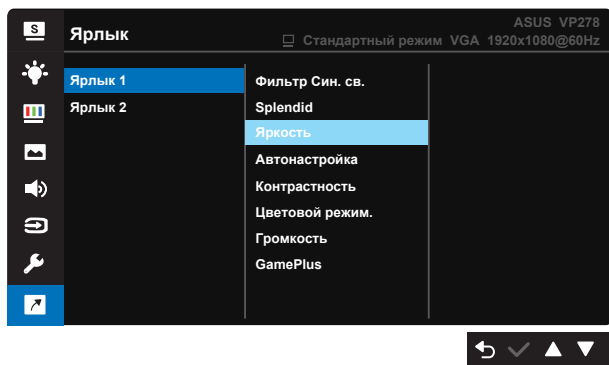 S
Ярлык
ASUS VP278
Стандартный режим VGA 1920x1080@60Hz
Ярлык 1
Ярлык 2
Фильтр Син. св.
Splendid
Яркость
Автонастройка
Контрастность
Цветовой режим.
Громкость
GamePlus